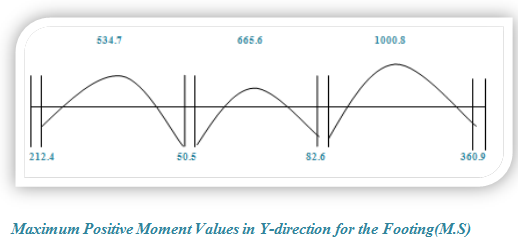 534.7 665.6 1000.8
212.4 50.5 82.6 360.9
Maximum Positive Moment Values in Y-direction for the Footing(M.S)